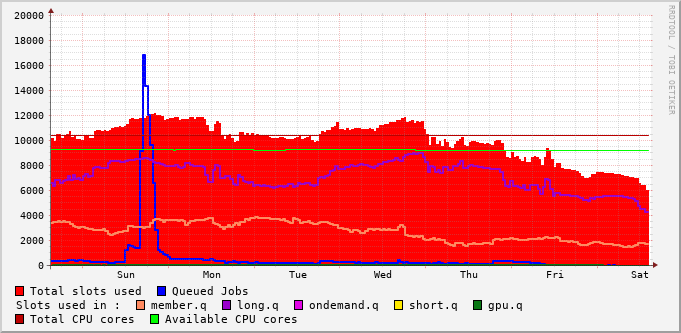 20000
18000
16000
14000
12000
10000
8000
6000
4000
2000
0
Sun Mon Tue Wed Thu Fri Sat
Total slots used Queued Jobs
Slots used in : member.q long.q ondemand.q short.q gpu.q
Total CPU cores Available CPU cores
RRDTOOL / TOBI OETIKER